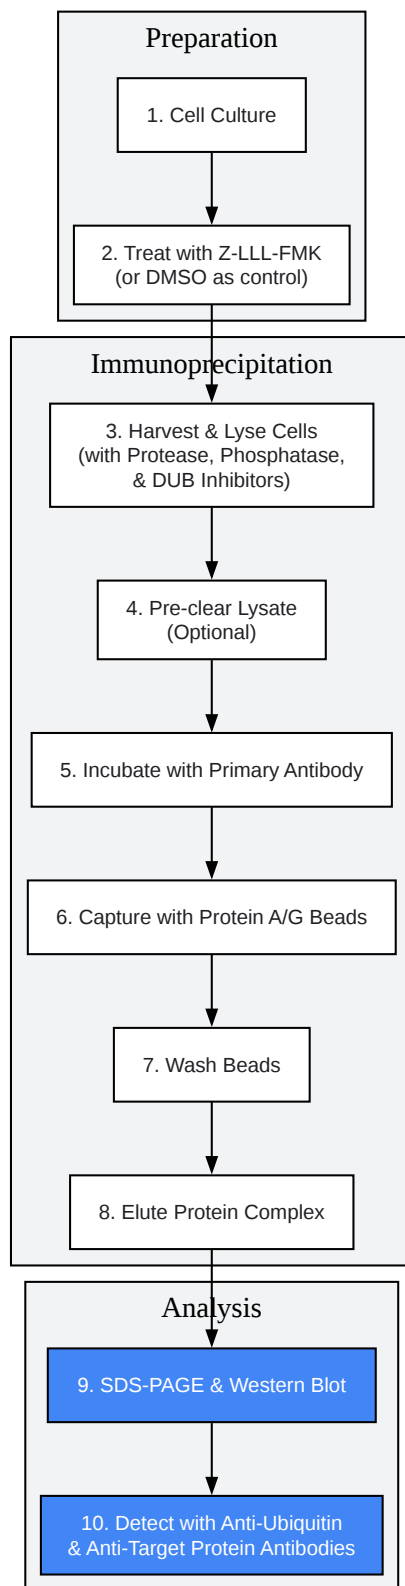 Preparation
1. Cell Culture
2. Treat with Z-LLL-FMK
(or DMSO as control)
Immunoprecipitation
3. Harvest & Lyse Cells
(with Protease, Phosphatase,
& DUB Inhibitors)
4. Pre-clear Lysate
(Optional)
5. Incubate with Primary Antibody
6. Capture with Protein A/G Beads
7. Wash Beads
8. Elute Protein Complex
Analysis
9. SDS-PAGE & Western Blot
10. Detect with Anti-Ubiquitin
& Anti-Target Protein Antibodies